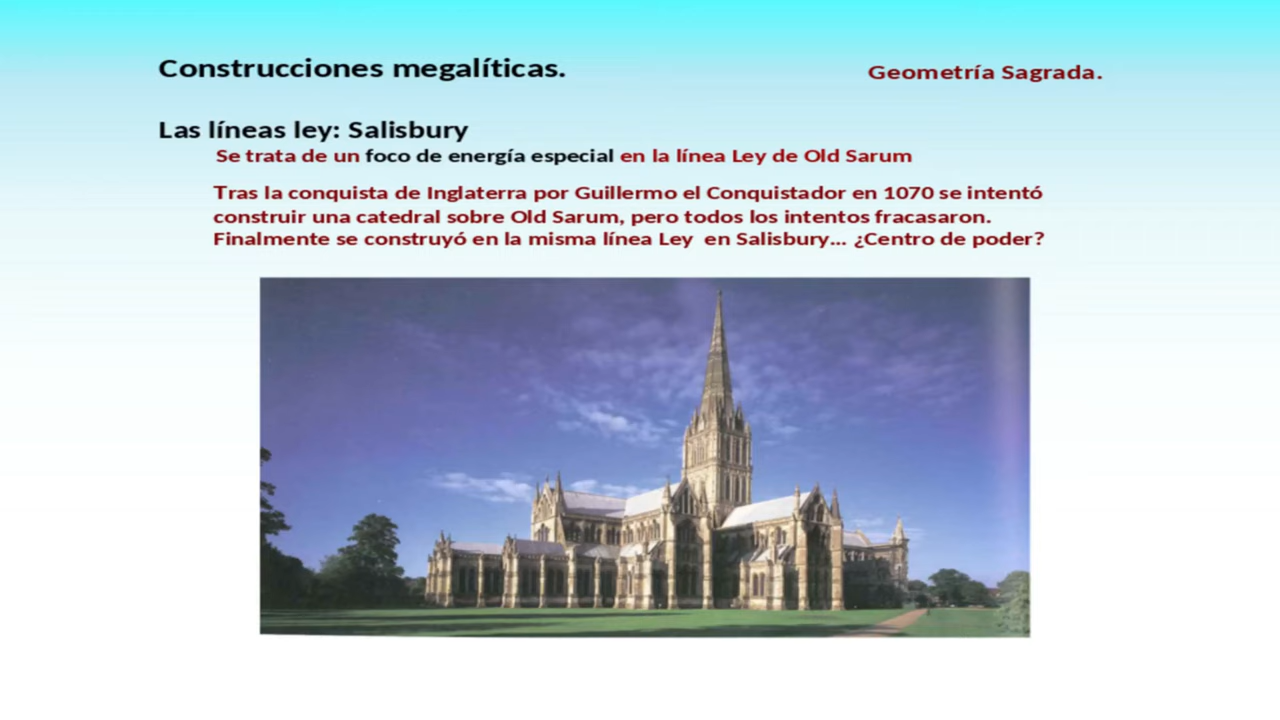 Construcciones megalíticas.
Geometría Sagrada.
Las líneas ley: Salisbury
Se trata de un foco de energía especial en la línea Ley de Old Sarum
Tras la conquista de Inglaterra por Guillermo el Conquistador en 1070 se intentó
construir una catedral sobre Old Sarum, pero todos los intentos fracasaron.
Finalmente se construyó en la misma línea Ley en Salisbury... ¿Centro de poder?